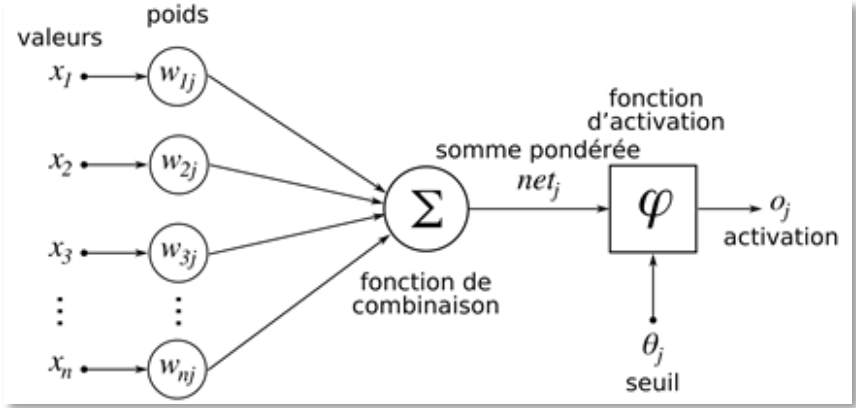 poids
valeurs
x₁ w₁ⱼ
x₂ w₂ⱼ
x₃ w₃ⱼ
⋮ ⋮
xₙ wₙⱼ
Σ
fonction de
combinaison
somme pondérée
netⱼ
fonction
d'activation
φ
oⱼ
activation
θⱼ
seuil